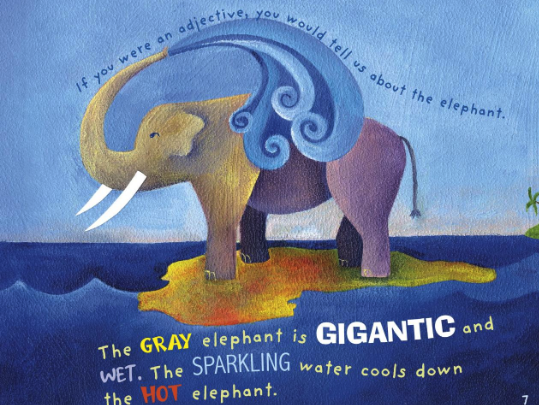 If you were an adjective, you would tell us about the elephant.
The GRAY elephant is GIGANTIC and
WET. The SPARKLING water cools down
the HOT elephant.
7